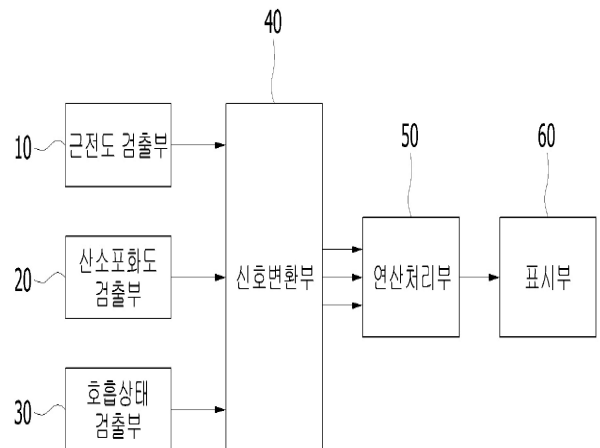 40
10
근전도 검출부
50
60
20
산소포화도
검출부
신호변환부
연산처리부
표시부
30
호흡상태
검출부